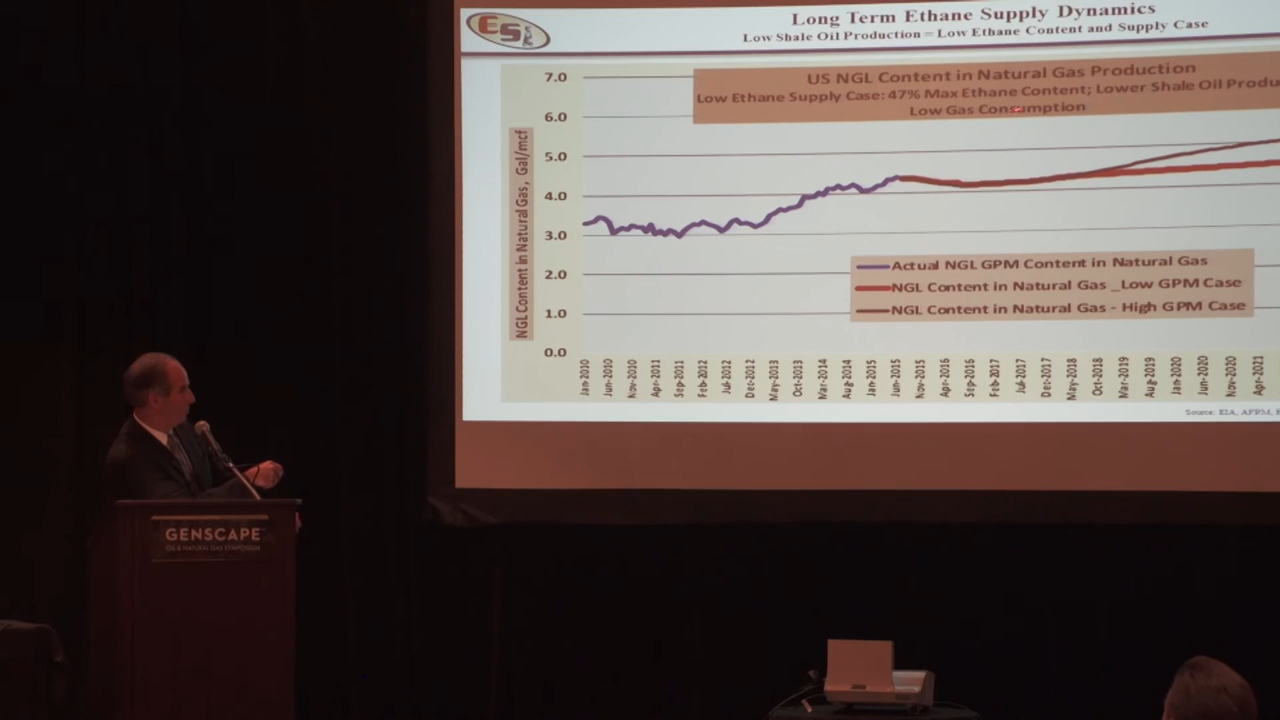 ES
Long Term Ethane Supply Dynamics
Low Shale Oil Production = Low Ethane Content and Supply Case
US NGL Content in Natural Gas Production
Low Ethane Supply Case: 47% Max Ethane Content; Lower Shale Oil Produ
Low Gas Consumption
NGL Content in Natural Gas, Gal/mcf
7.0
6.0
5.0
4.0
3.0
2.0
1.0
0.0
Actual NGL GPM Content in Natural Gas
NGL Content in Natural Gas _Low GPM Case
NGL Content in Natural Gas - High GPM Case
Jan-2010
Jun-2010
Nov-2010
Apr-2011
Sep-2011
Feb-2012
Jul-2012
Dec-2012
May-2013
Oct-2013
Mar-2014
Aug-2014
Jan-2015
Jun-2015
Nov-2015
Apr-2016
Sep-2016
Feb-2017
Jul-2017
Dec-2017
May-2018
Oct-2018
Mar-2019
Aug-2019
Jan-2020
Jun-2020
Nov-2020
Apr-2021
Source: EIA, AFPM,
GENSCAPE
OIL & NATURAL GAS SYMPOSIUM